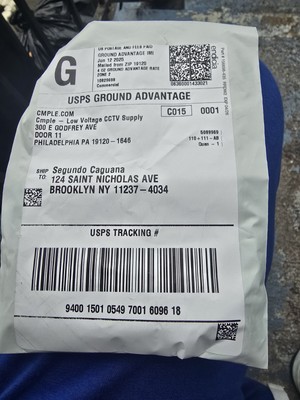 G
US POSTAGE AND FEES PAID
GROUND ADVANTAGE IMI
Jun 12 2025
Mailed from ZIP 19120
ZONE 2
Commercial
endicia
USPS GROUND ADVANTAGE
CMPLE.COM
C015 0001
Cmple - Low Voltage CCTV Supply
300 E GODFREY AVE
DOOR 11
PHILADELPHIA PA 19120-1646
SHIP
TO:
Segundo Caguana
124 SAINT NICHOLAS AVE
BROOKLYN NY 11237-4034
USPS TRACKING #
9400 1501 0549 7001 6096 18